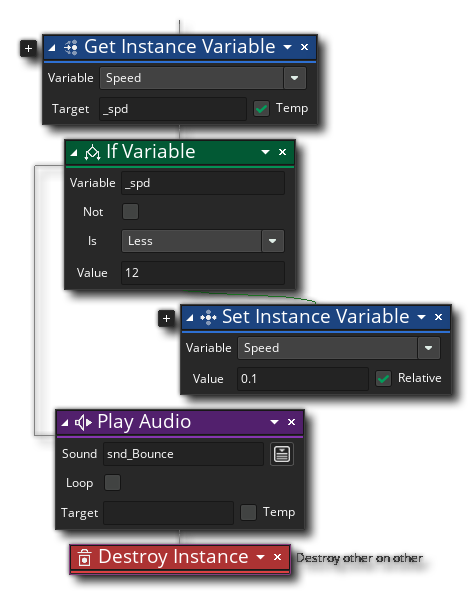 Get Instance Variable
Variable Speed
Target _spd Temp
If Variable
Variable _spd
Not
Is Less
Value 12
Set Instance Variable
Variable Speed
Value 0.1 Relative
Play Audio
Sound snd_Bounce
Loop
Target Temp
Destroy Instance Destroy other on other